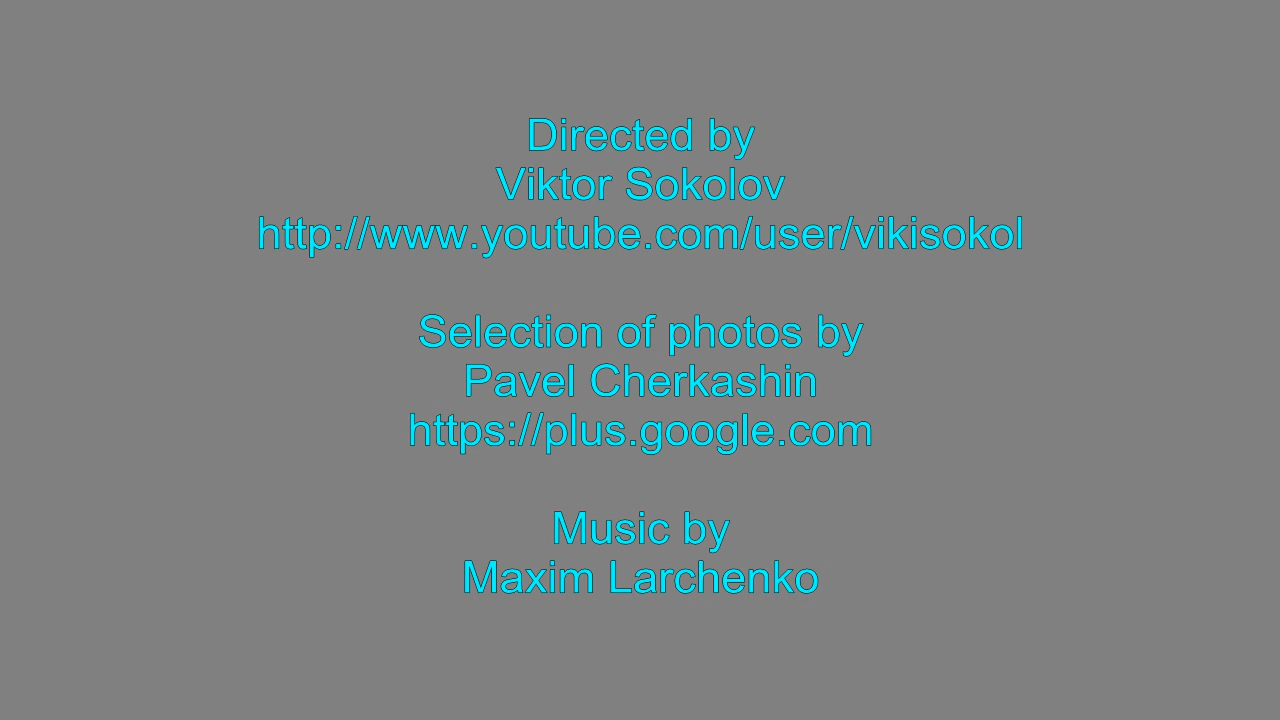 Directed by
Viktor Sokolov
http://www.youtube.com/user/vikisokol
Selection of photos by
Pavel Cherkashin
https://plus.google.com
Music by
Maxim Larchenko